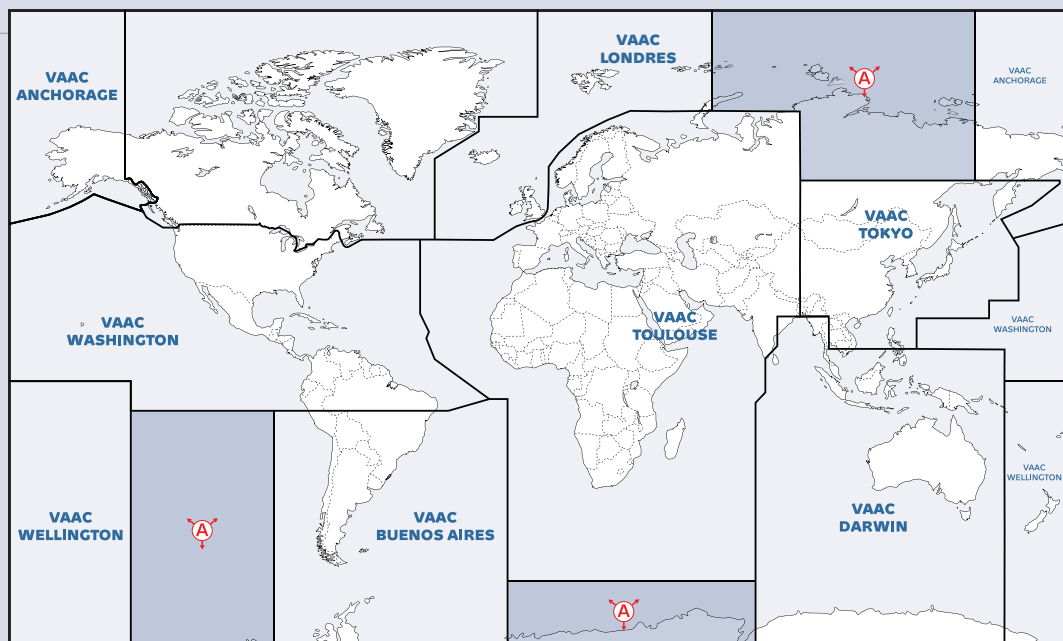 VAAC
LONDRES
VAAC
ANCHORAGE
A
VAAC
ANCHORAGE
VAAC
TOKYO
VAAC
WASHINGTON
VAAC
TOULOUSE
VAAC
WASHINGTON
VAAC
WELLINGTON
VAAC
WELLINGTON
A
VAAC
BUENOS AIRES
VAAC
DARWIN
A